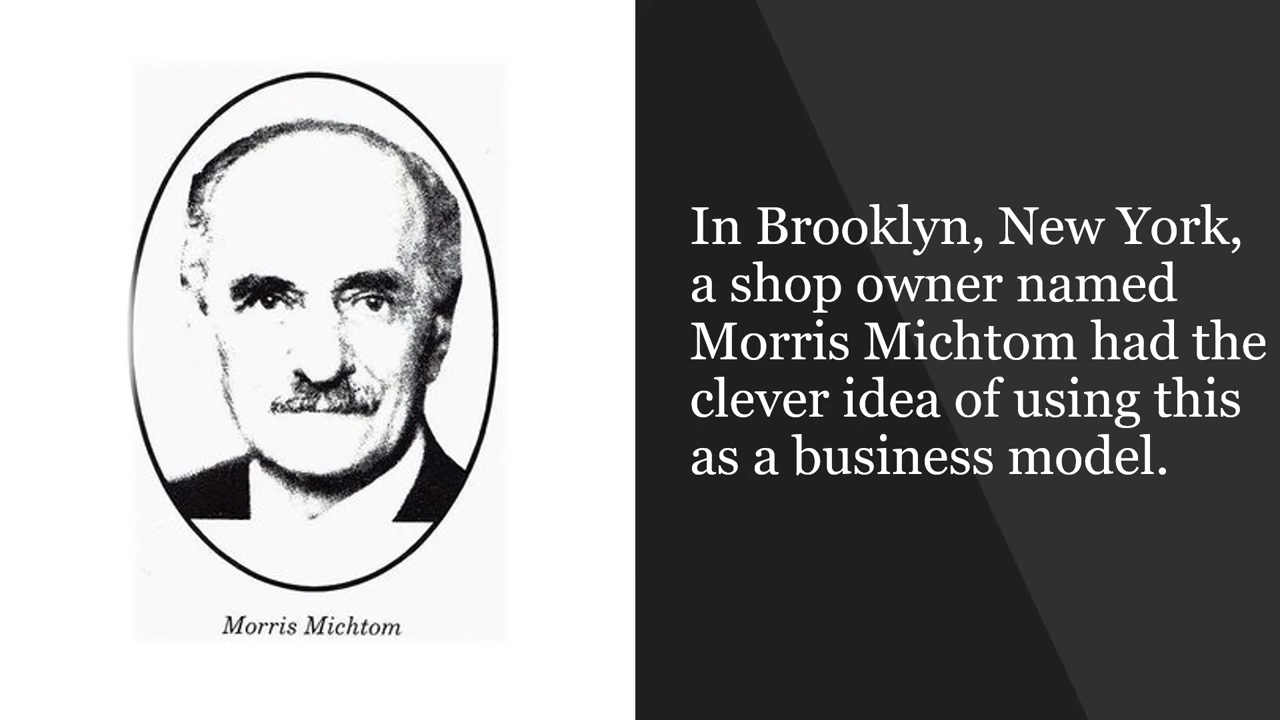 Morris Michtom
In Brooklyn, New York,
a shop owner named
Morris Michtom had the
clever idea of using this
as a business model.